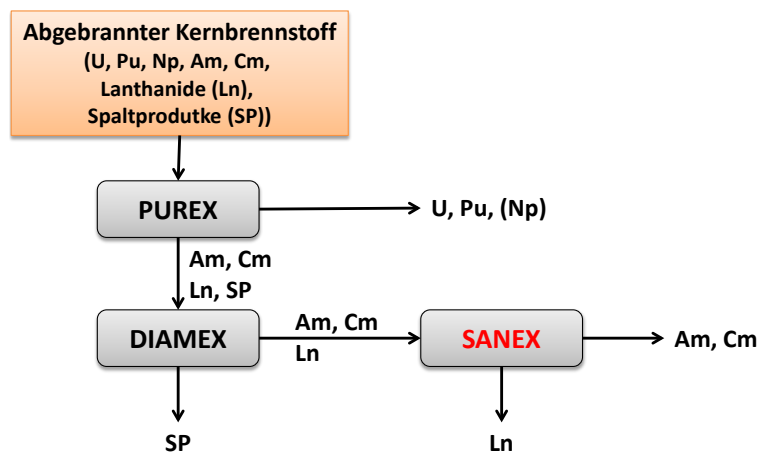 Abgebrannter Kernbrennstoff
(U, Pu, Np, Am, Cm,
Lanthanide (Ln),
Spaltprodutke (SP))
PUREX
U, Pu, (Np)
Am, Cm
Ln, SP
DIAMEX
Am, Cm
Ln
SANEX
Am, Cm
SP
Ln